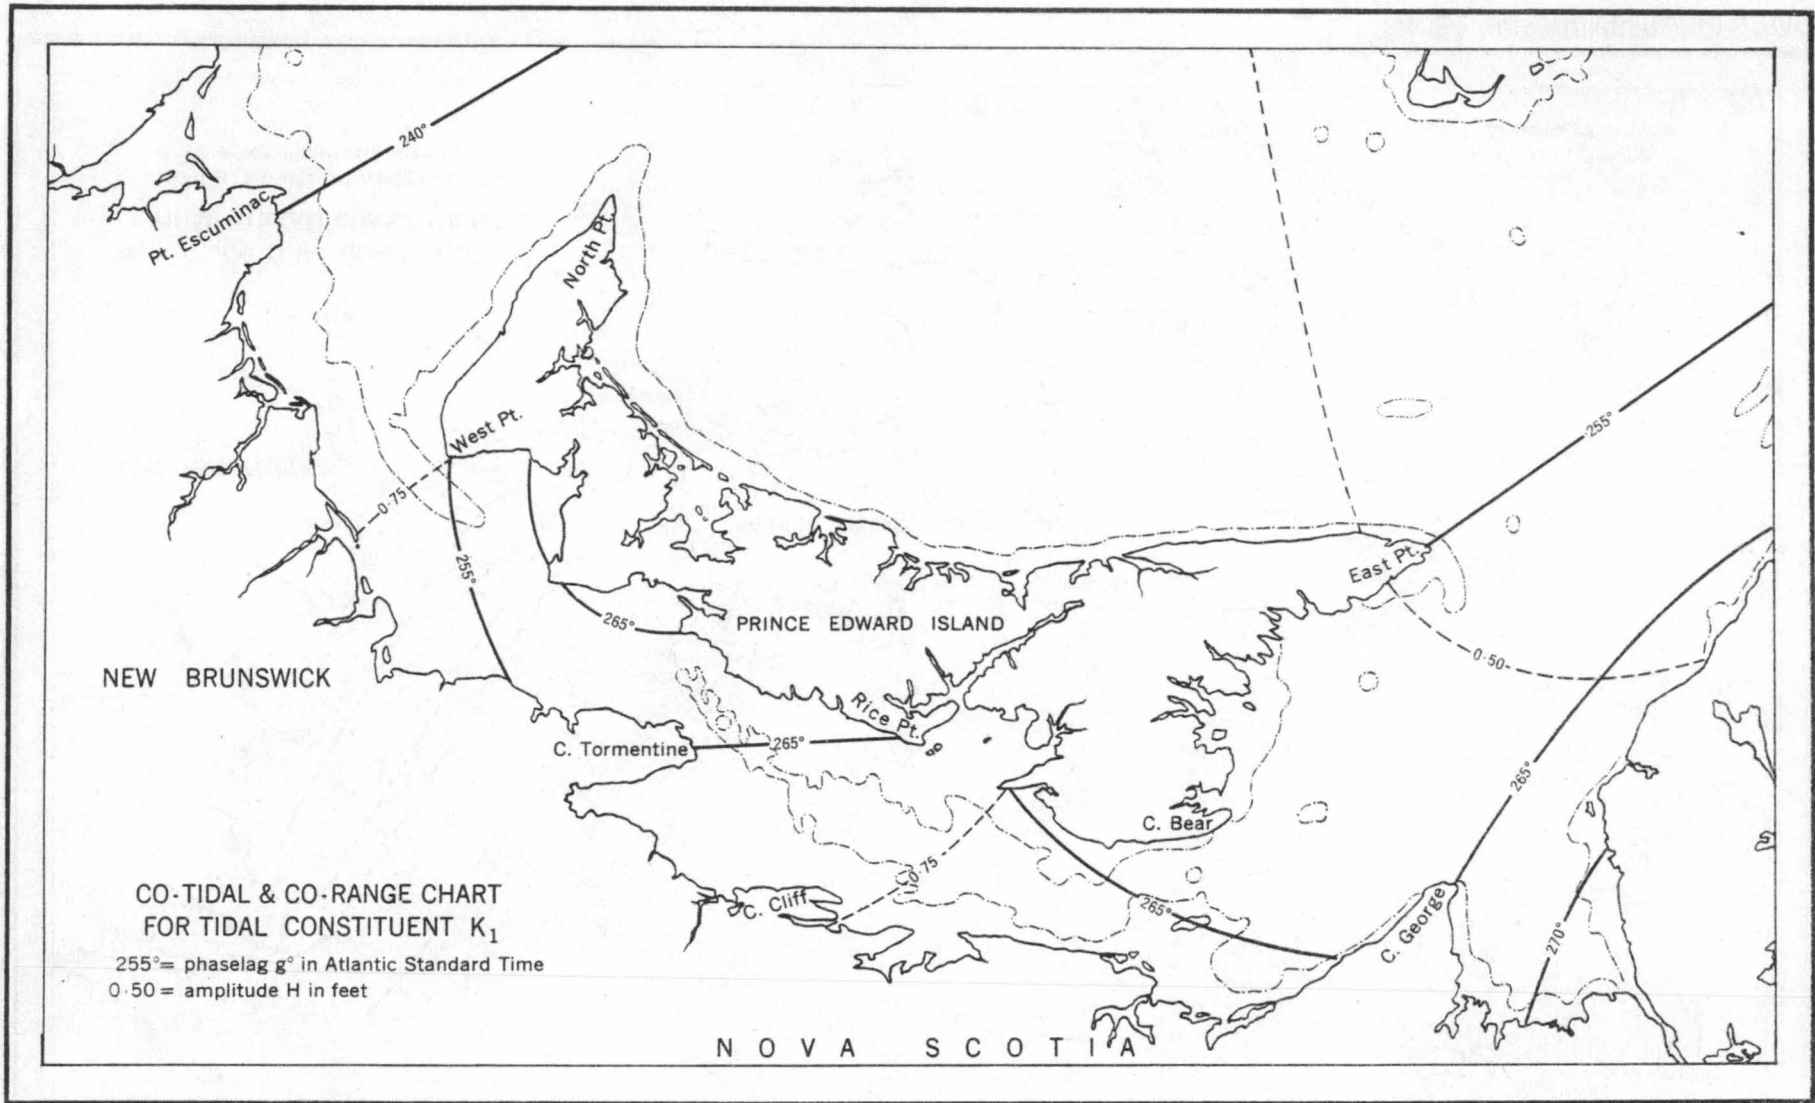 240°
Pt. Escuminac
North Pt.
West Pt.
0·75
255°
255°
East Pt.
265°
PRINCE EDWARD ISLAND
0·50
NEW BRUNSWICK
Rice Pt.
C. Tormentine
265°
265°
C. Bear
0·75
C. Cliff
265°
C. George
270°
CO-TIDAL & CO-RANGE CHART
FOR TIDAL CONSTITUENT K₁
255°= phaselag g° in Atlantic Standard Time
0·50 = amplitude H in feet
NOVA SCOTIA